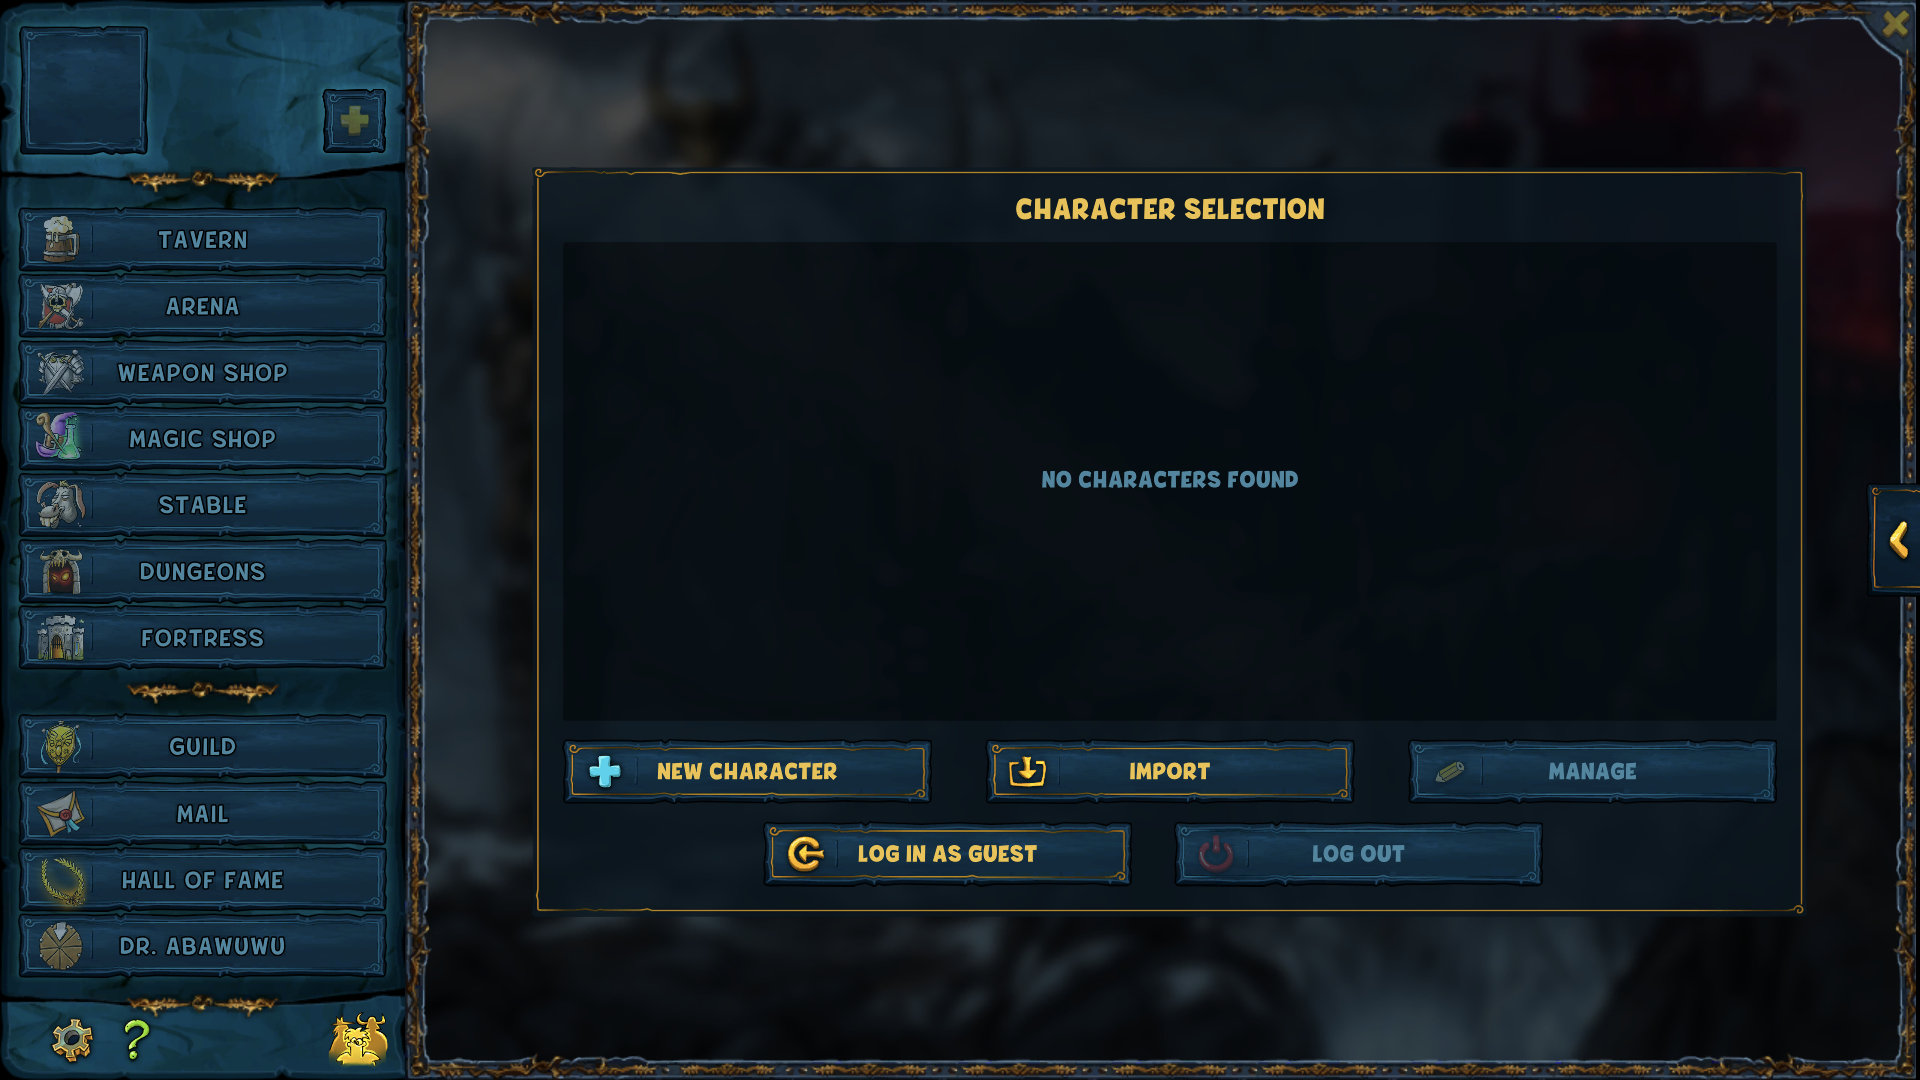 TAVERN
ARENA
WEAPON SHOP
MAGIC SHOP
STABLE
DUNGEONS
FORTRESS
GUILD
MAIL
HALL OF FAME
DR. ABAWUWU
CHARACTER SELECTION
NO CHARACTERS FOUND
NEW CHARACTER
IMPORT
MANAGE
LOG IN AS GUEST
LOG OUT